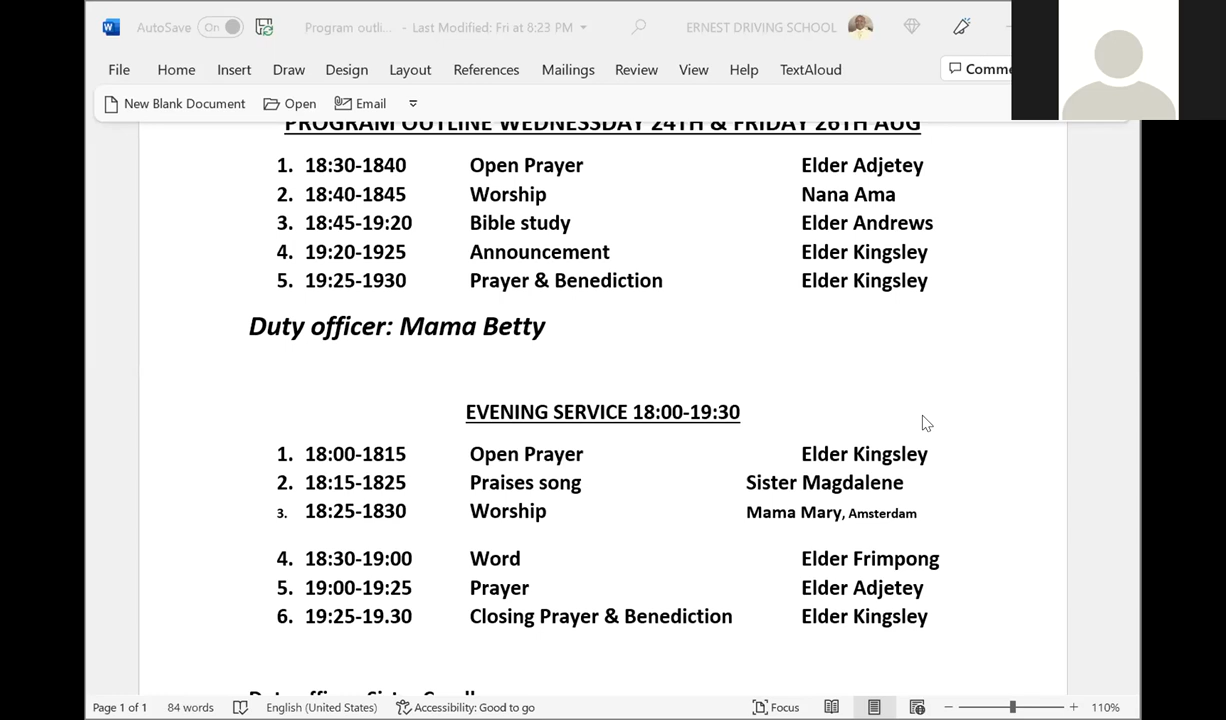 AutoSave On Program outli... - Last Modified: Fri at 8:23 PM ERNEST DRIVING SCHOOL
File Home Insert Draw Design Layout References Mailings Review View Help TextAloud Comme
New Blank Document Open Email
PROGRAM OUTLINE WEDNESSDAY 24TH & FRIDAY 26TH AUG
1. 18:30-1840 Open Prayer Elder Adjetey
2. 18:40-1845 Worship Nana Ama
3. 18:45-19:20 Bible study Elder Andrews
4. 19:20-1925 Announcement Elder Kingsley
5. 19:25-1930 Prayer & Benediction Elder Kingsley
Duty officer: Mama Betty
EVENING SERVICE 18:00-19:30
1. 18:00-1815 Open Prayer Elder Kingsley
2. 18:15-1825 Praises song Sister Magdalene
3. 18:25-1830 Worship Mama Mary, Amsterdam
4. 18:30-19:00 Word Elder Frimpong
5. 19:00-19:25 Prayer Elder Adjetey
6. 19:25-19.30 Closing Prayer & Benediction Elder Kingsley
Page 1 of 1 84 words English (United States) Accessibility: Good to go Focus 110%